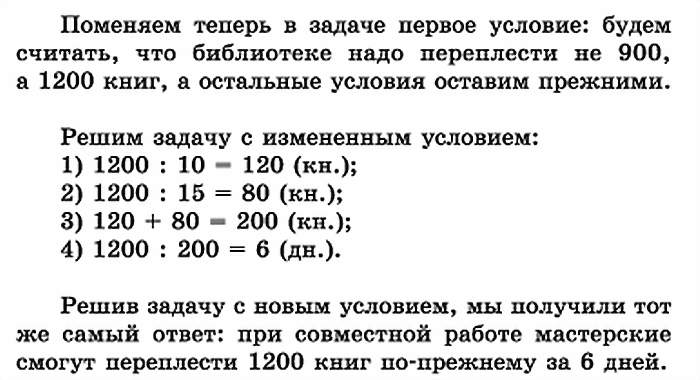 Поменяем теперь в задаче первое условие: будем
считать, что библиотеке надо переплести не 900,
а 1200 книг, а остальные условия оставим прежними.
Решим задачу с измененным условием:
1) 1200 : 10 = 120 (кн.);
2) 1200 : 15 = 80 (кн.);
3) 120 + 80 = 200 (кн.);
4) 1200 : 200 = 6 (дн.).
Решив задачу с новым условием, мы получили тот
же самый ответ: при совместной работе мастерские
смогут переплести 1200 книг по-прежнему за 6 дней.